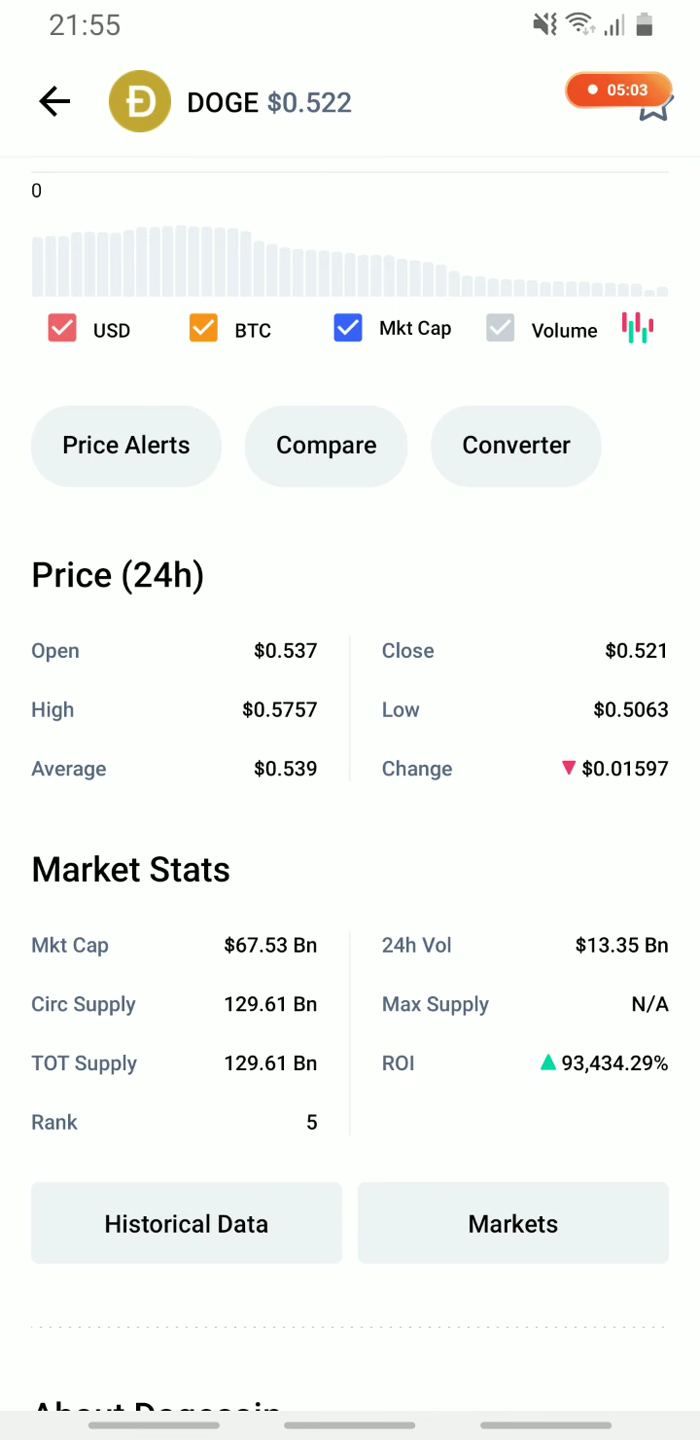 21:55
DOGE $0.522
05:03
0
USD BTC Mkt Cap Volume
Price Alerts Compare Converter
Price (24h)
Open $0.537 Close $0.521
High $0.5757 Low $0.5063
Average $0.539 Change ▼ $0.01597
Market Stats
Mkt Cap $67.53 Bn 24h Vol $13.35 Bn
Circ Supply 129.61 Bn Max Supply N/A
TOT Supply 129.61 Bn ROI ▲ 93,434.29%
Rank 5
Historical Data Markets
About Dogecoin